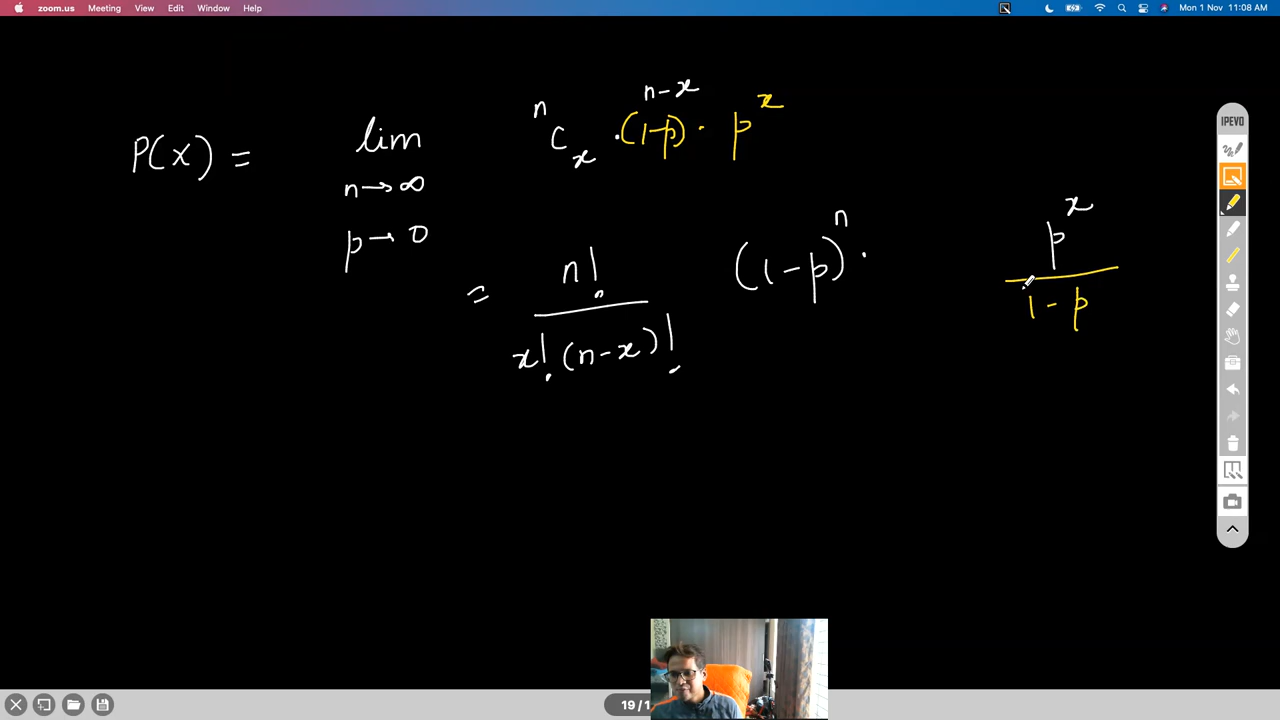 zoom.us Meeting View Edit Window Help Mon 1 Nov 11:08 AM
P(X) = lim n→∞ p→0 ⁿCₓ · (1-p)ⁿ⁻ˣ · pˣ
= n! / x! (n-x)! (1-p)ⁿ · pˣ / 1-p
IPEVO
19/1